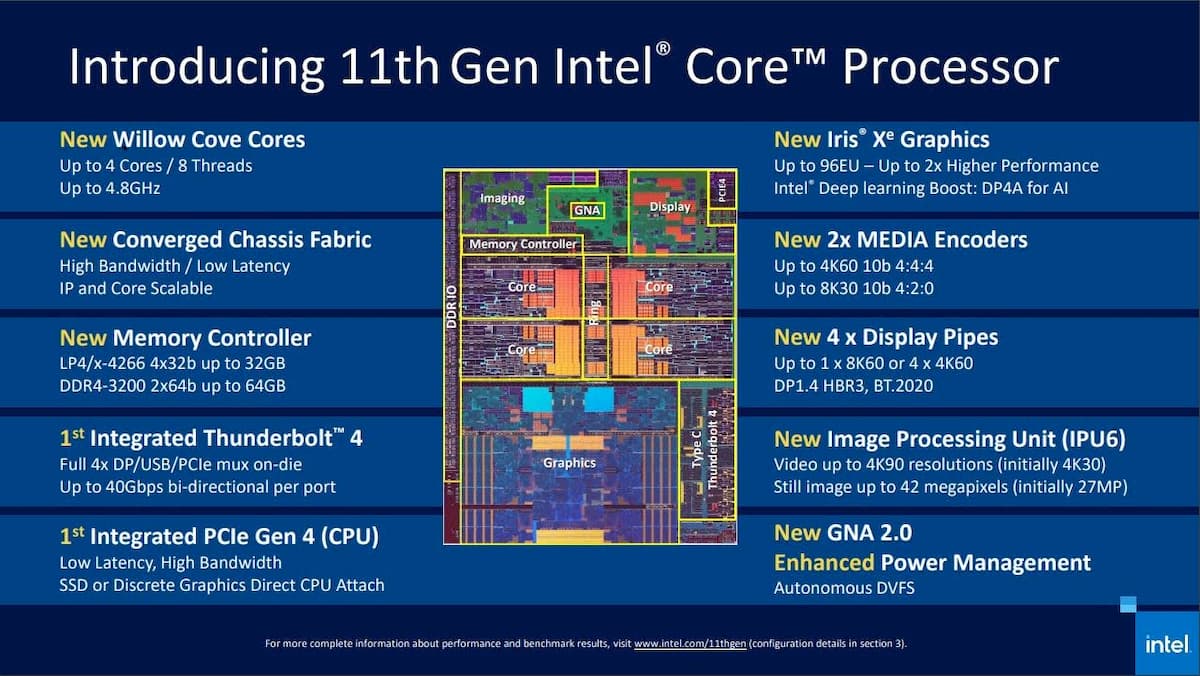 Introducing 11th Gen Intel® Core™ Processor
New Willow Cove Cores
Up to 4 Cores / 8 Threads
Up to 4.8GHz
New Converged Chassis Fabric
High Bandwidth / Low Latency
IP and Core Scalable
New Memory Controller
LP4/x-4266 4x32b up to 32GB
DDR4-3200 2x64b up to 64GB
1st Integrated Thunderbolt™ 4
Full 4x DP/USB/PCIe mux on-die
Up to 40Gbps bi-directional per port
1st Integrated PCIe Gen 4 (CPU)
Low Latency, High Bandwidth
SSD or Discrete Graphics Direct CPU Attach
Imaging
GNA
Display
PCIE4
Memory Controller
DDR IO
Core
Ring
Core
Core
Core
Graphics
Type C
Thunderbolt 4
New Iris® Xe Graphics
Up to 96EU – Up to 2x Higher Performance
Intel® Deep learning Boost: DP4A for AI
New 2x MEDIA Encoders
Up to 4K60 10b 4:4:4
Up to 8K30 10b 4:2:0
New 4 x Display Pipes
Up to 1 x 8K60 or 4 x 4K60
DP1.4 HBR3, BT.2020
New Image Processing Unit (IPU6)
Video up to 4K90 resolutions (initially 4K30)
Still image up to 42 megapixels (initially 27MP)
New GNA 2.0
Enhanced Power Management
Autonomous DVFS
For more complete information about performance and benchmark results, visit www.intel.com/11thgen (configuration details in section 3).
intel.